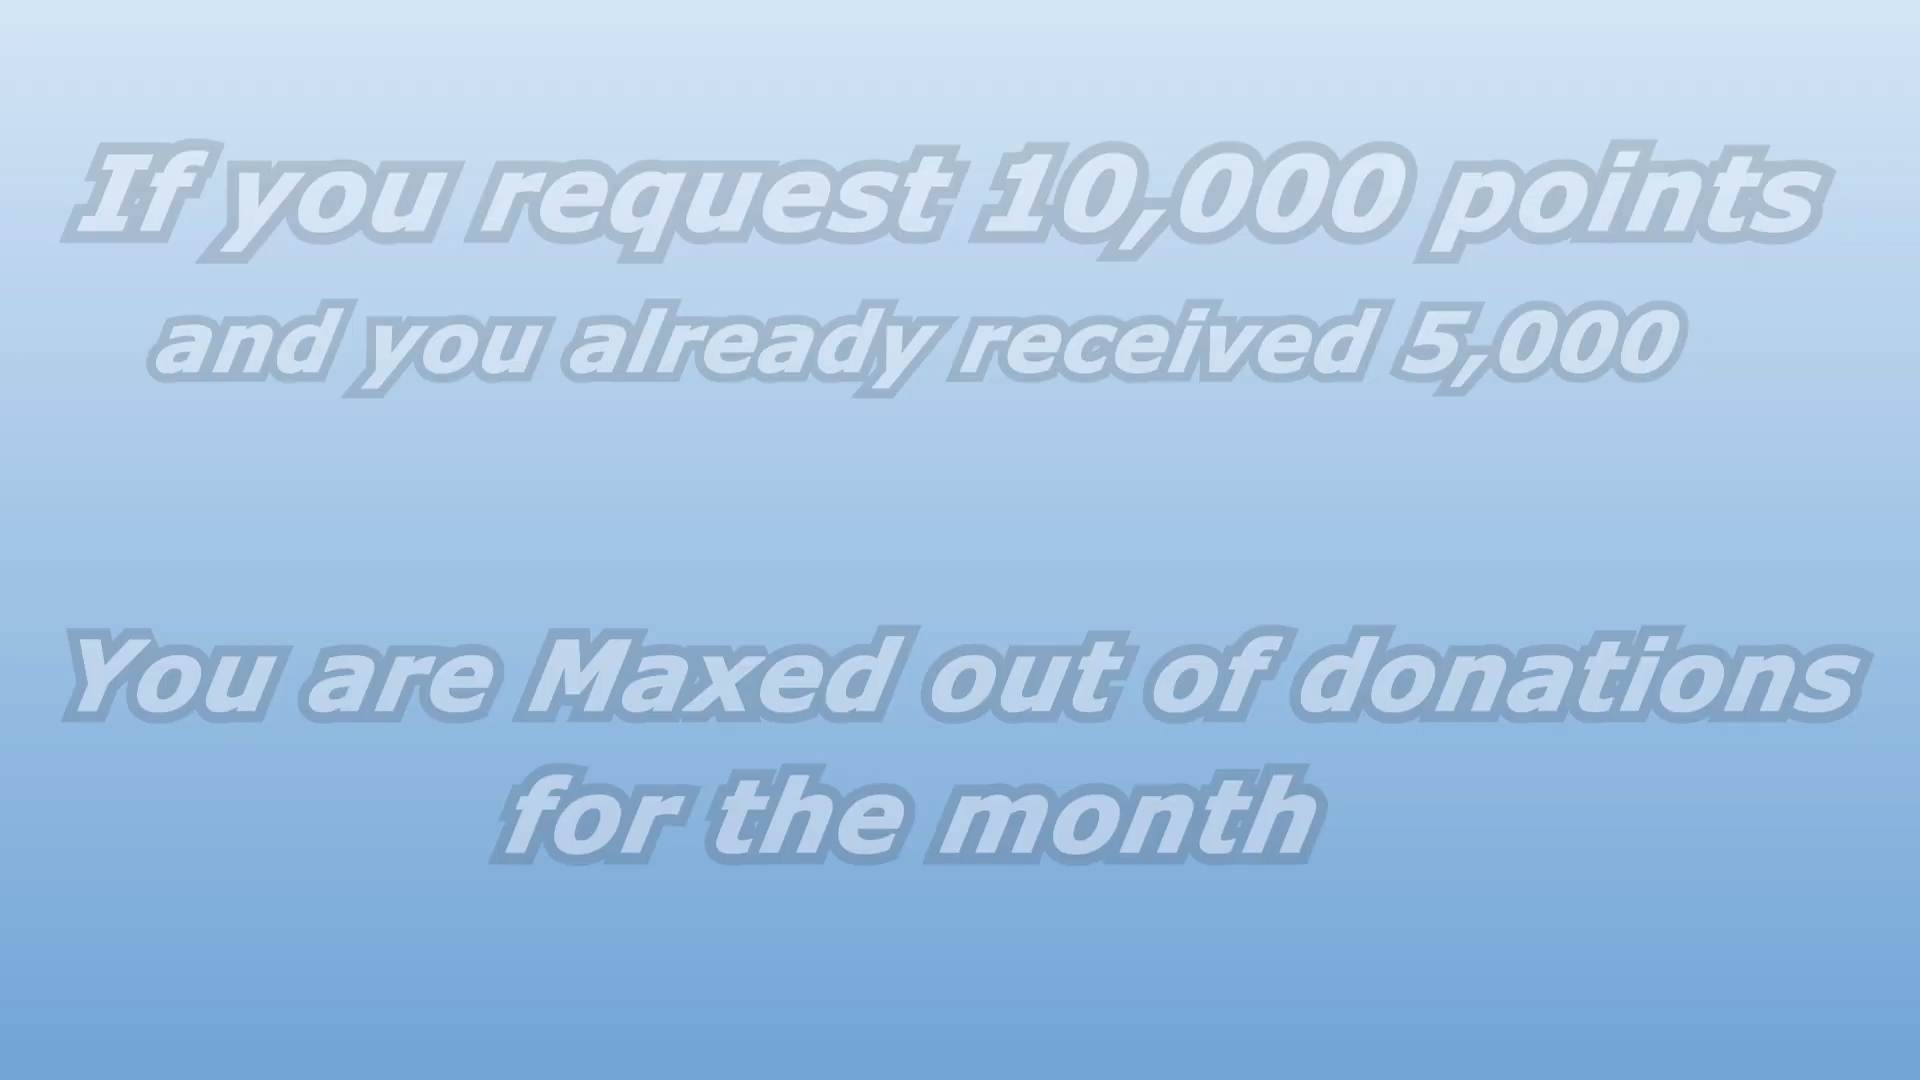 If you request 10,000 points
and you already received 5,000
You are Maxed out of donations
for the month